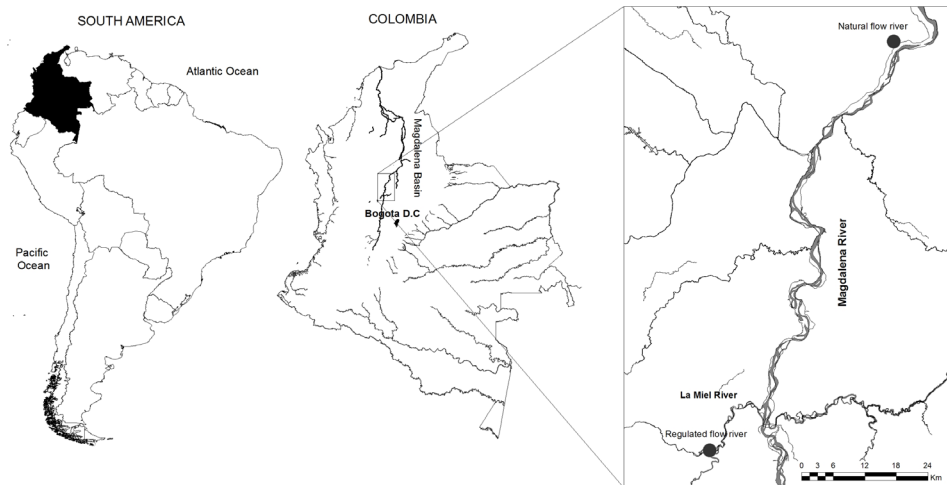 SOUTH AMERICA
Atlantic Ocean
Pacific
Ocean
COLOMBIA
Magdalena Basin
Bogota D.C
Natural flow river
Magdalena River
La Miel River
Regulated flow river
0 3 6 12 18 24
Km